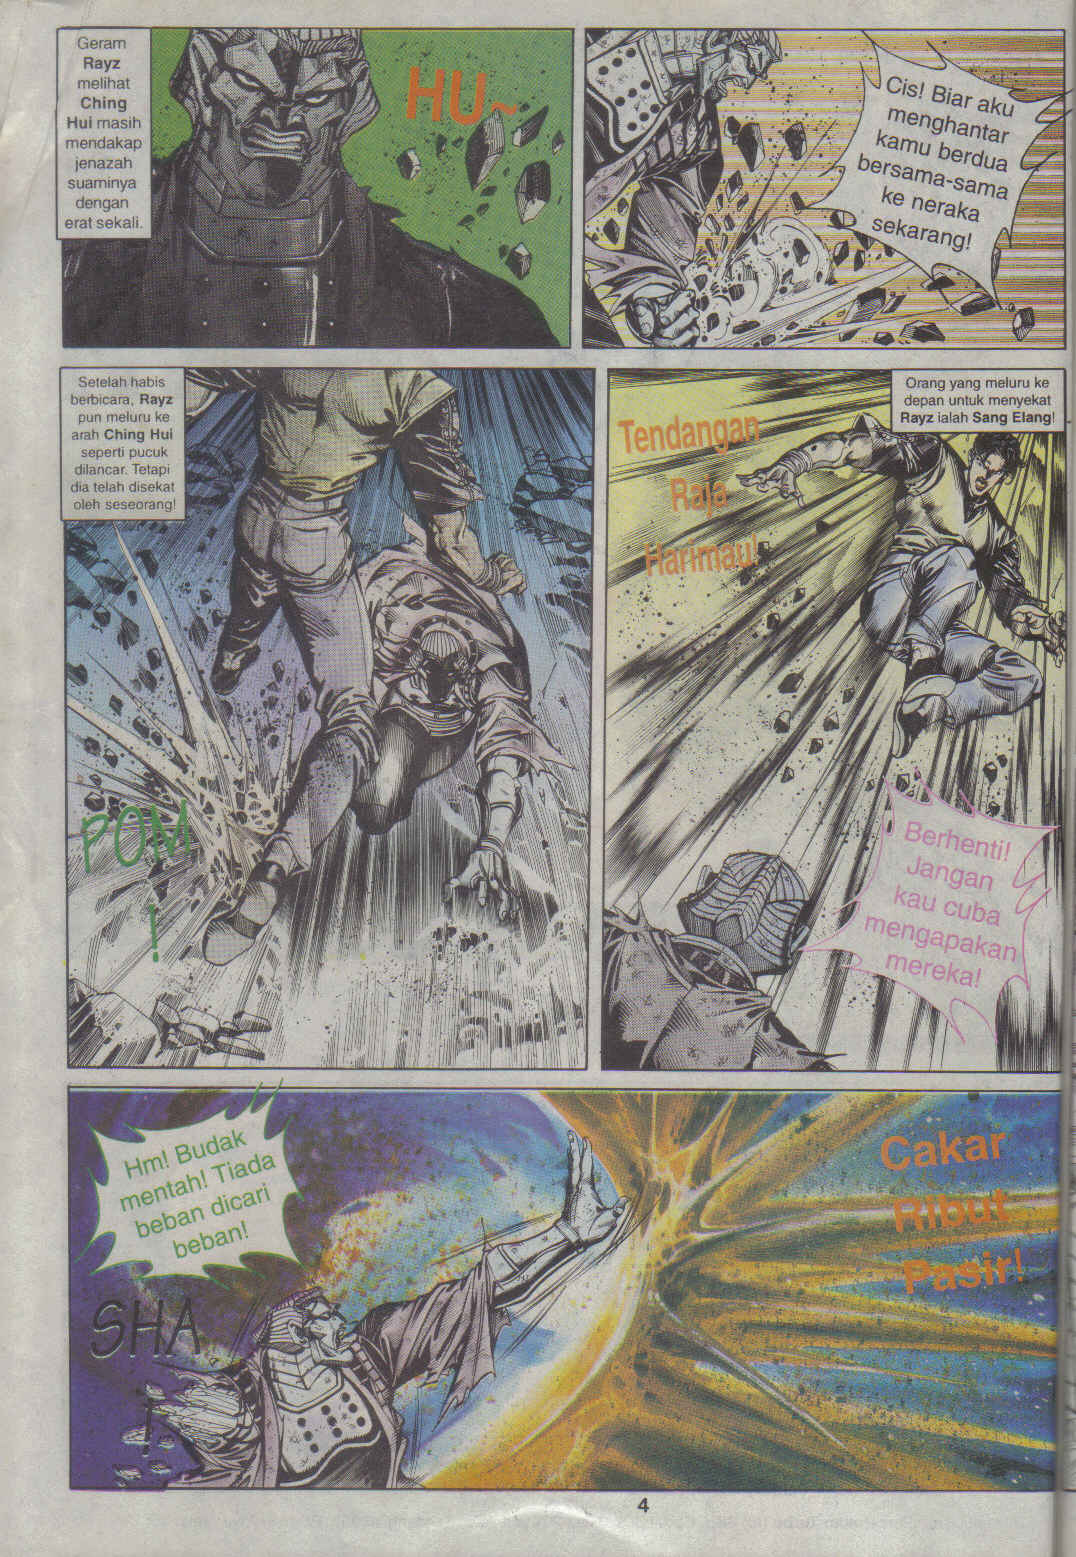 Geram
Rayz
melihat
Ching
Hui masih
mendakap
jenazah
suaminya
dengan
erat sekali.
HU~
Cis! Biar aku
menghantar
kamu berdua
bersama-sama
ke neraka
sekarang!
Setelah habis
berbicara, Rayz
pun meluru ke
arah Ching Hui
seperti pucuk
dilancar. Tetapi
dia telah disekat
oleh seseorang!
POM
!
Orang yang meluru ke
depan untuk menyekat
Rayz ialah Sang Elang!
Tendangan
Raja
Harimau!
Berhenti!
Jangan
kau cuba
mengapakan
mereka!
Hm! Budak
mentah! Tiada
beban dicari
beban!
SHA
!
Cakar
Ribut
Pasir!
4